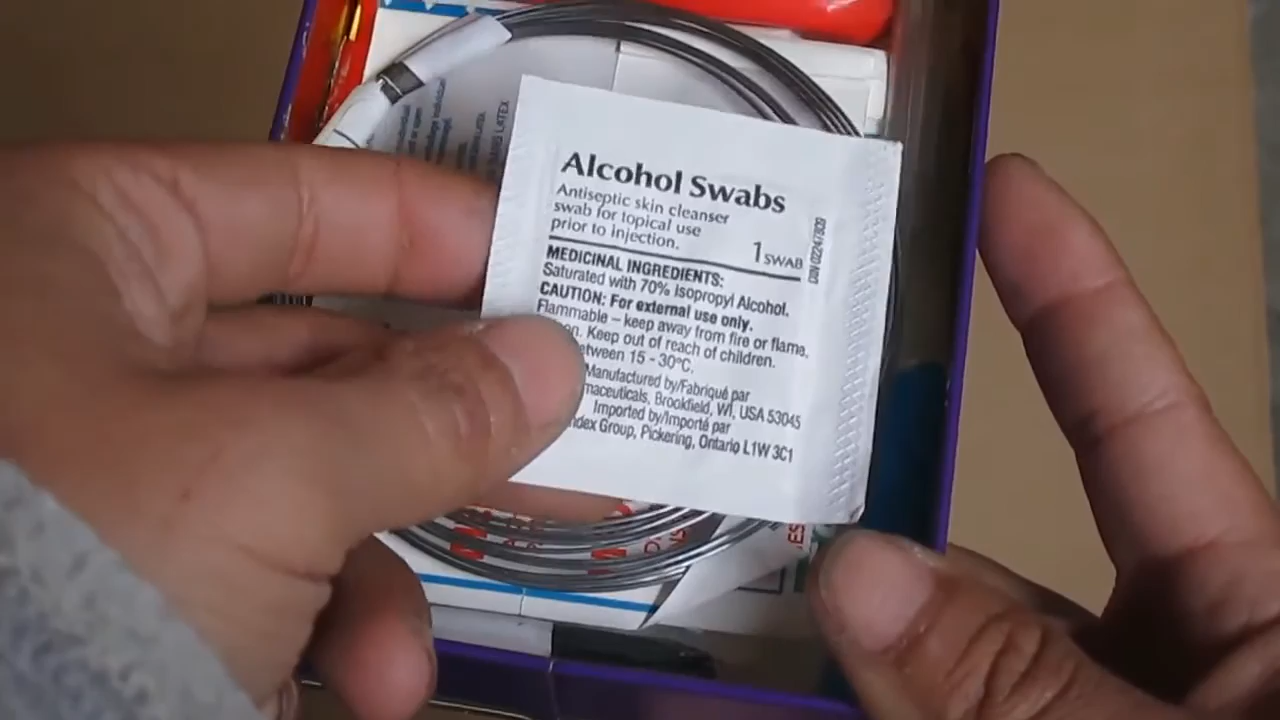 Alcohol Swabs
Antiseptic skin cleanser
swab for topical use
prior to injection.
1 SWAB
DIN 02247809
MEDICINAL INGREDIENTS:
Saturated with 70% Isopropyl Alcohol.
CAUTION: For external use only.
Flammable – keep away from fire or flame.
Keep out of reach of children.
between 15 - 30°C.
Manufactured by/Fabriqué par
Brookfield, WI, USA 53045
Imported by/Importé par
Group, Pickering, Ontario L1W 3C1
LATEX